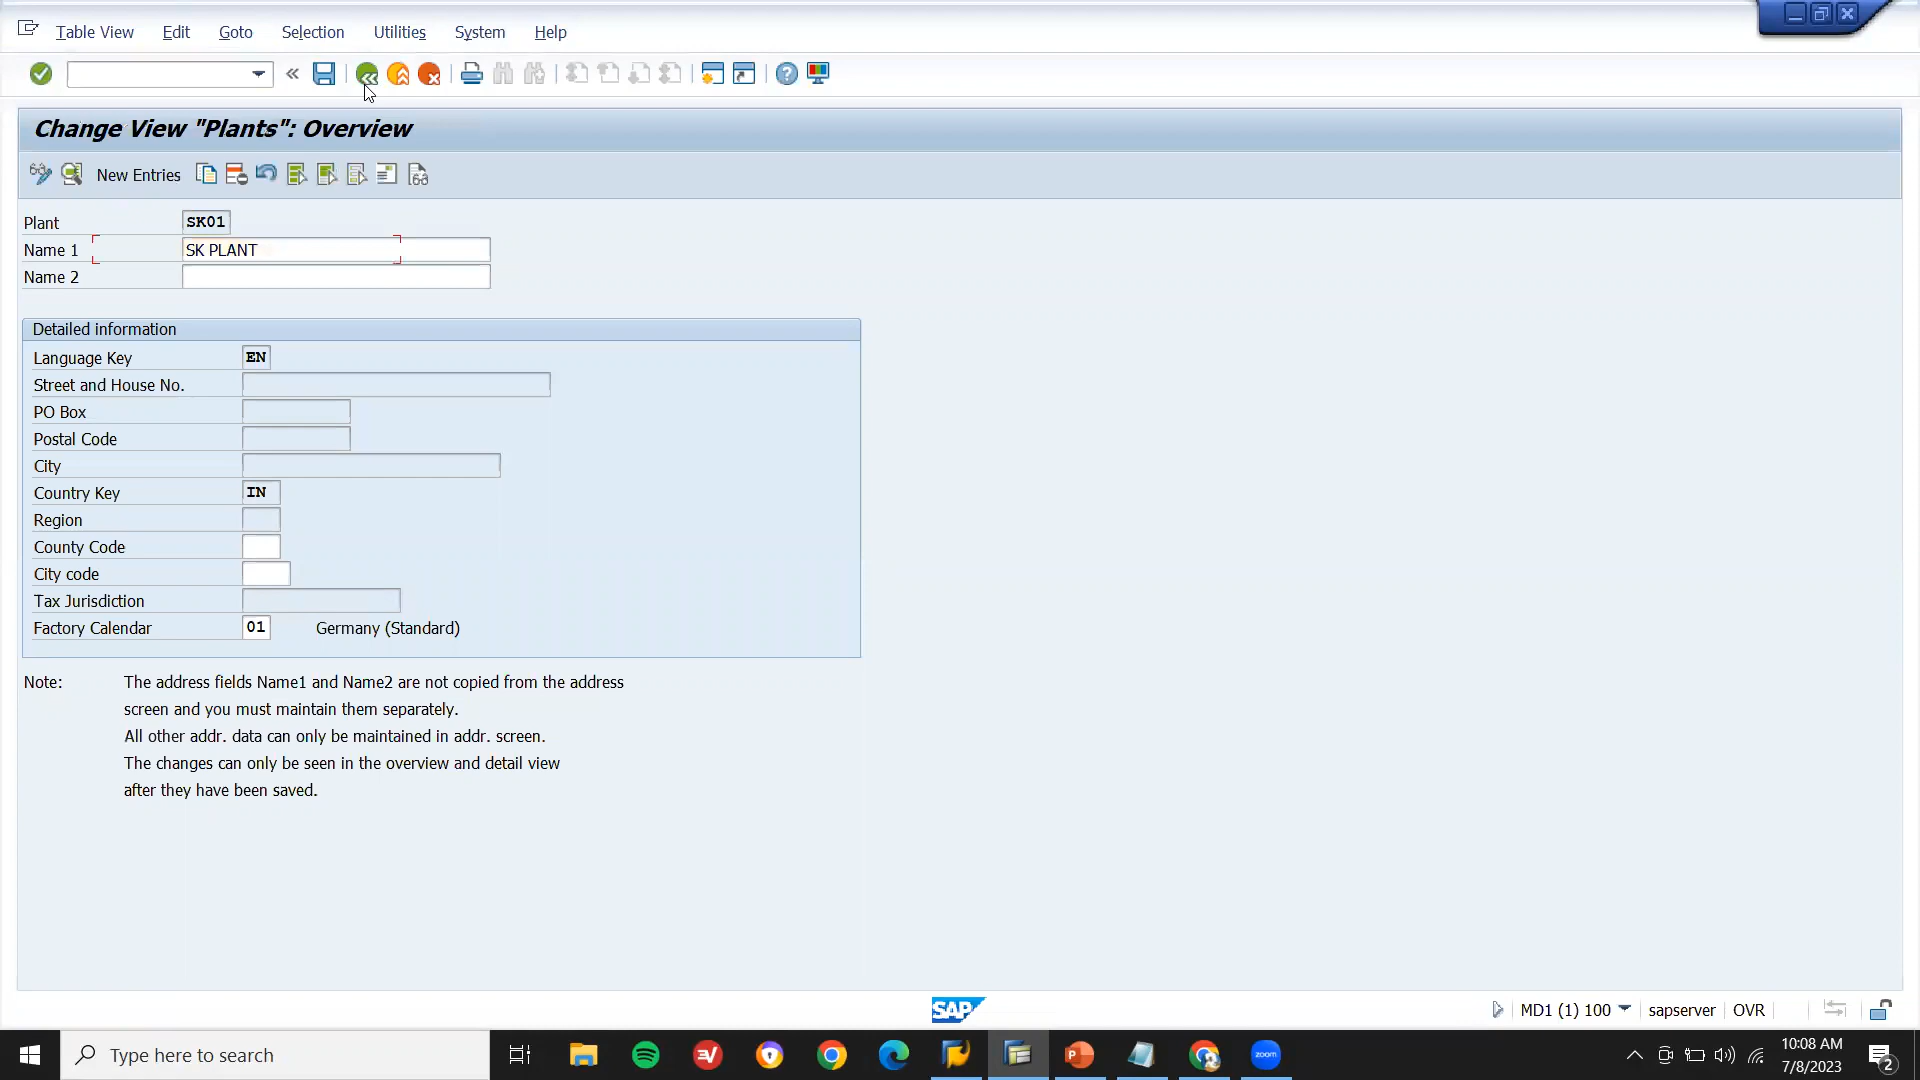 Table View Edit Goto Selection Utilities System Help
Change View "Plants": Overview
New Entries
Plant SK01
Name 1 SK PLANT
Name 2
Detailed information
Language Key EN
Street and House No.
PO Box
Postal Code
City
Country Key IN
Region
County Code
City code
Tax Jurisdiction
Factory Calendar 01 Germany (Standard)
Note: The address fields Name1 and Name2 are not copied from the address
screen and you must maintain them separately.
All other addr. data can only be maintained in addr. screen.
The changes can only be seen in the overview and detail view
after they have been saved.
SAP
MD1 (1) 100 sapserver OVR
Type here to search
zoom
10:08 AM
7/8/2023
2